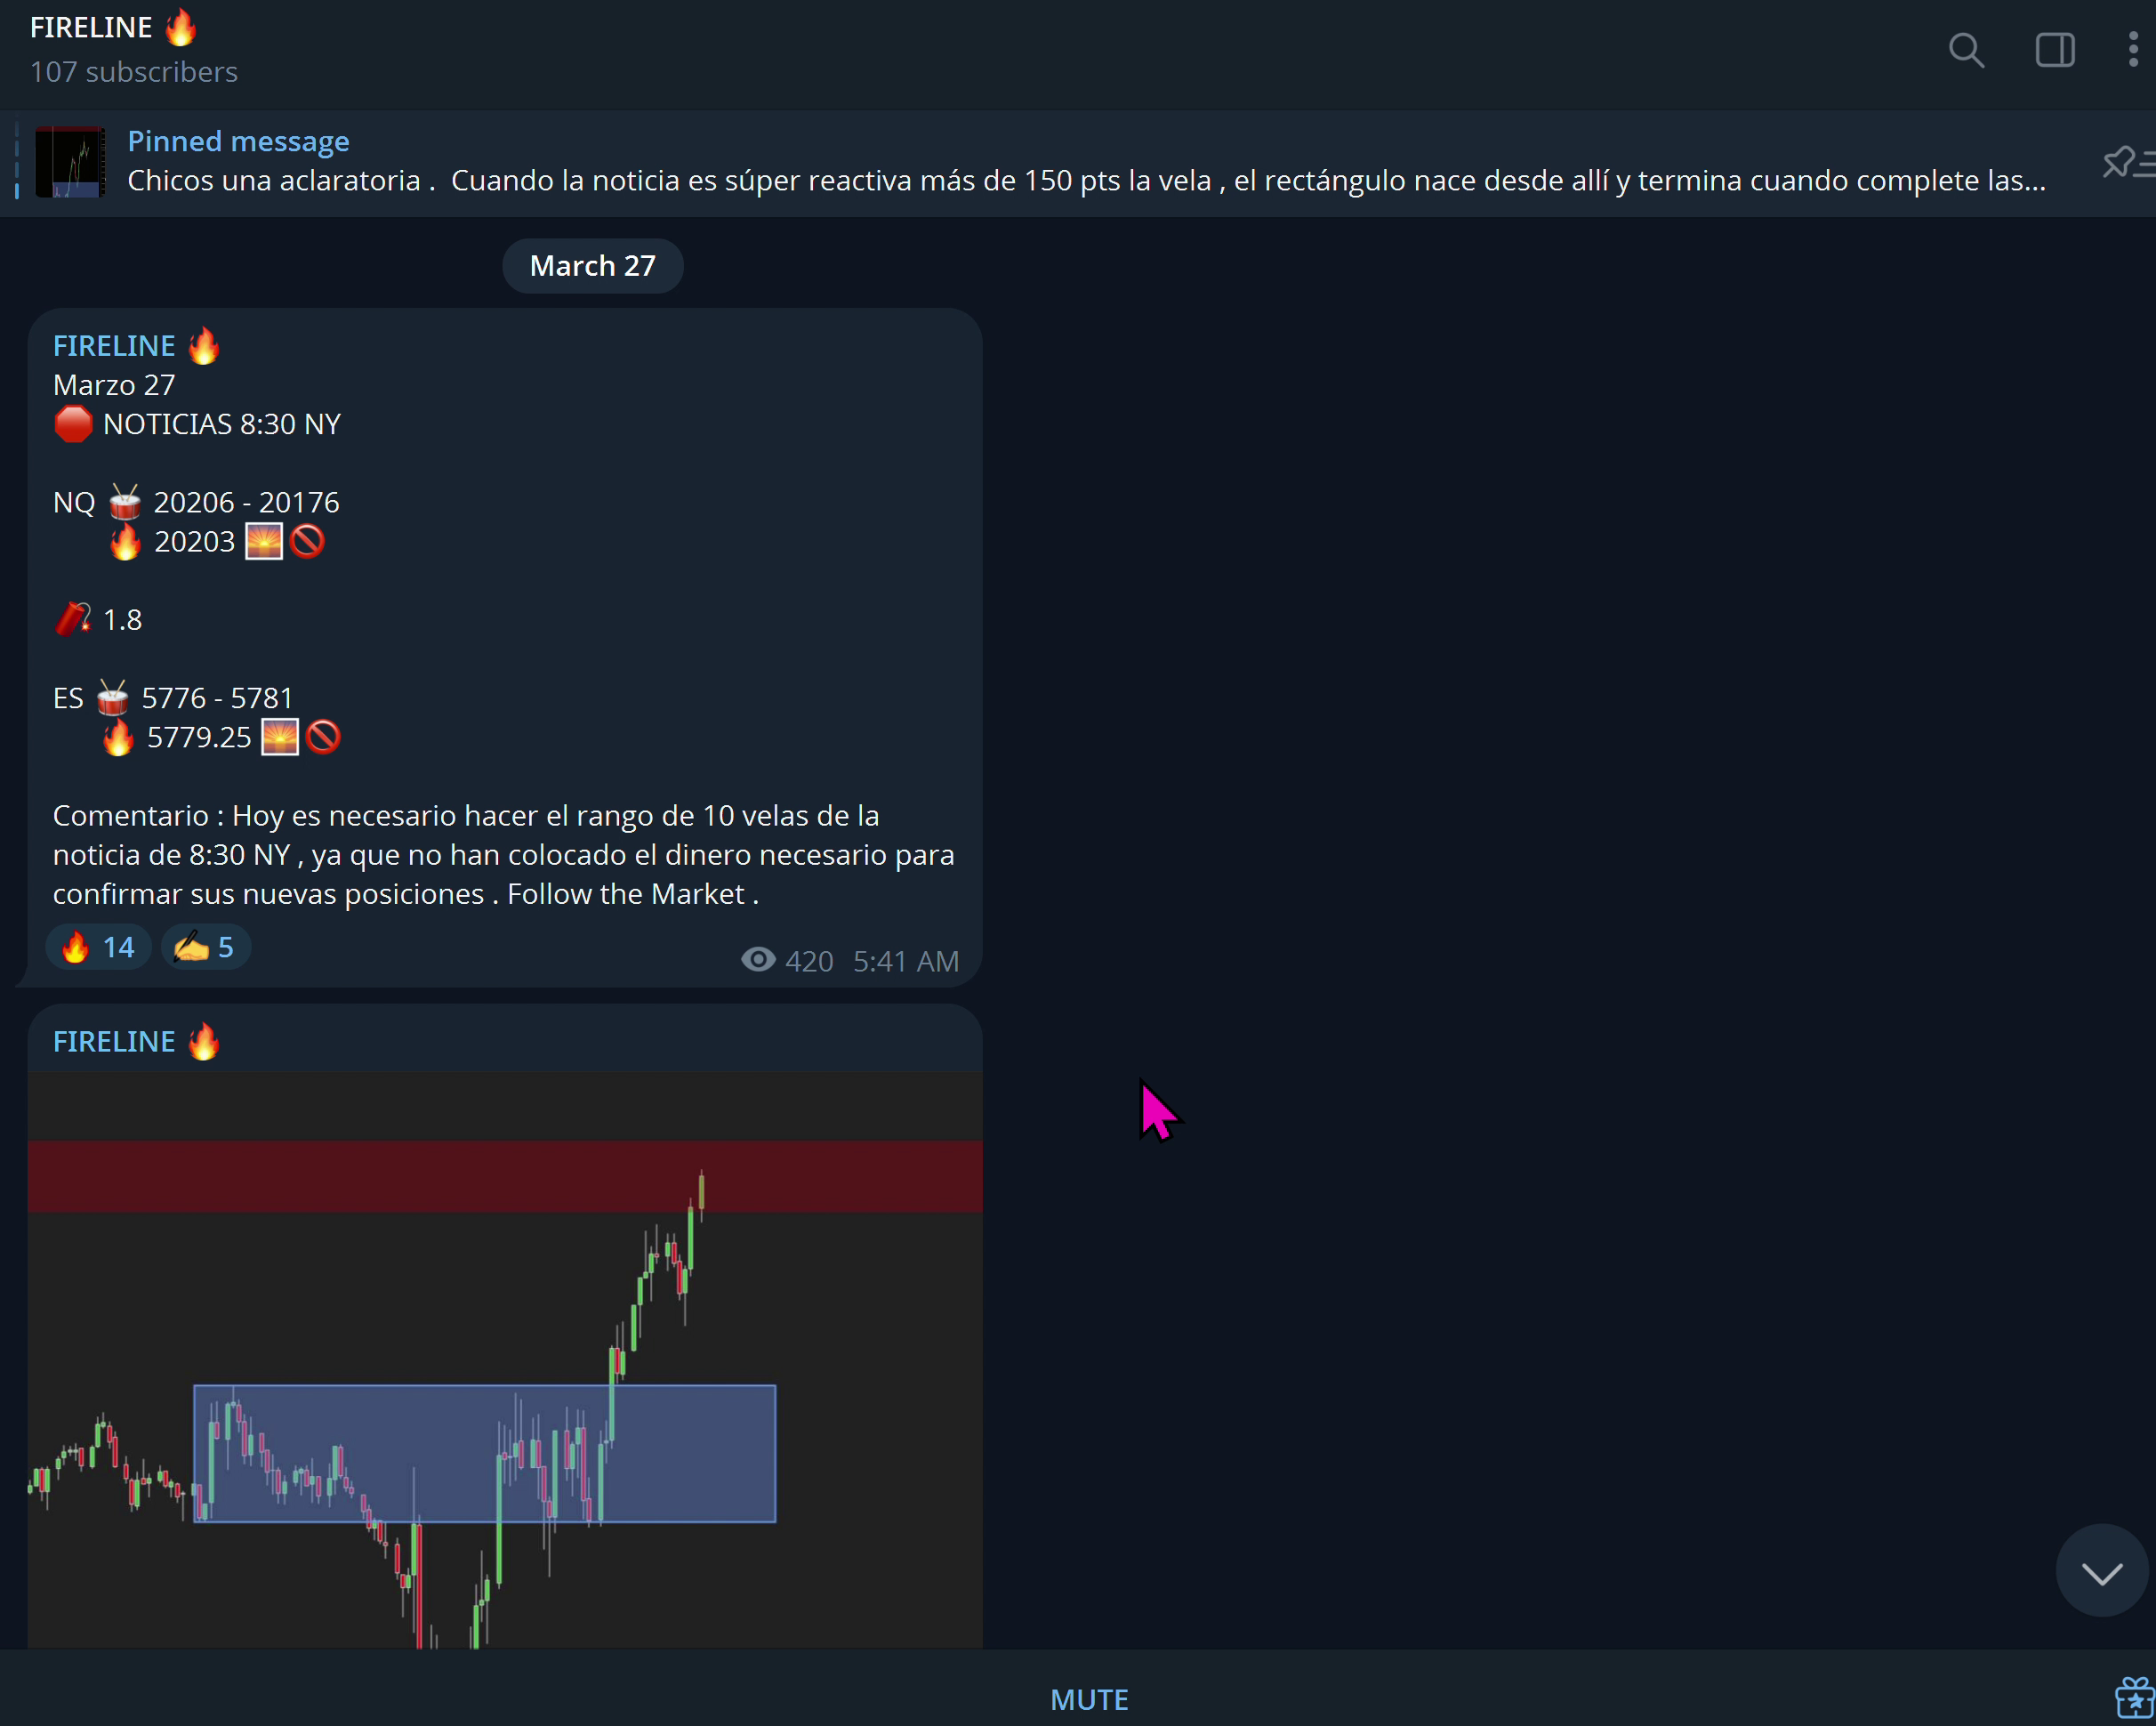 FIRELINE 🔥
107 subscribers
Pinned message
Chicos una aclaratoria .  Cuando la noticia es súper reactiva más de 150 pts la vela , el rectángulo nace desde allí y termina cuando complete las...
March 27
FIRELINE 🔥
Marzo 27
🛑 NOTICIAS 8:30 NY
NQ 🥁 20206 - 20176
🔥 20203 🌅🚫
🧨 1.8
ES 🥁 5776 - 5781
🔥 5779.25 🌅🚫
Comentario : Hoy es necesario hacer el rango de 10 velas de la
noticia de 8:30 NY , ya que no han colocado el dinero necesario para
confirmar sus nuevas posiciones . Follow the Market .
🔥 14 ✍️ 5
420 5:41 AM
FIRELINE 🔥
MUTE